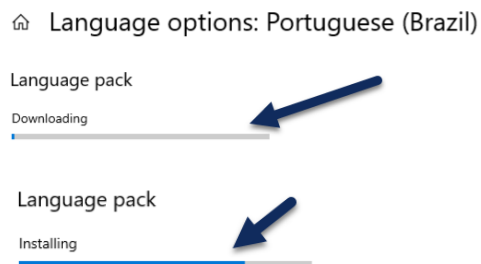 Language options: Portuguese (Brazil)
Language pack
Downloading
Language pack
Installing